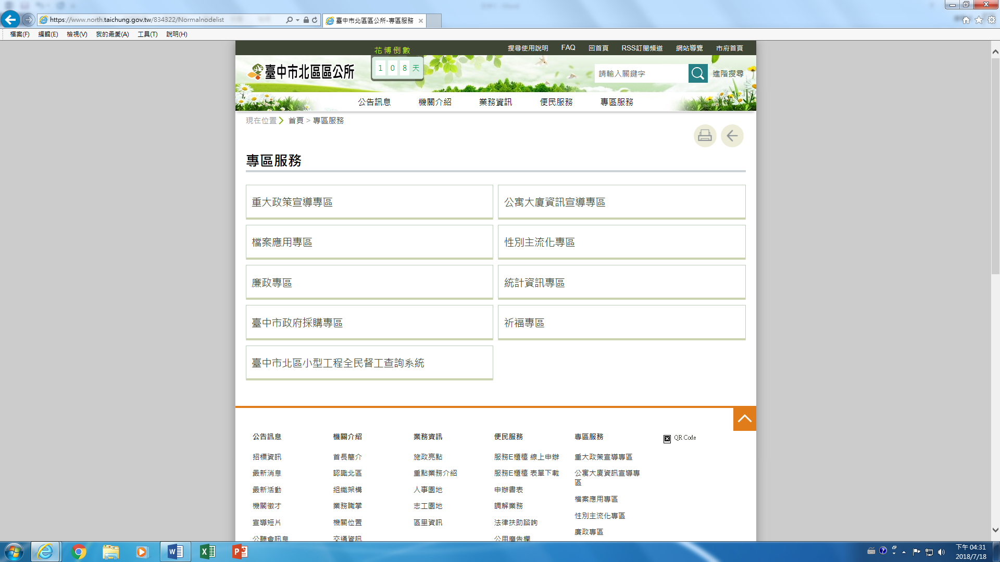 https://www.north.taichung.gov.tw/834322/Normalnodelist
臺中市北區區公所-專區服務
檔案(F) 編輯(E) 檢視(V) 我的最愛(A) 工具(T) 說明(H)
搜尋使用說明 FAQ 回首頁 RSS訂閱頻道 網站導覽 市府首頁
花博倒數
108天
臺中市北區區公所
請輸入關鍵字
進階搜尋
公告訊息 機關介紹 業務資訊 便民服務 專區服務
現在位置 首頁 > 專區服務
專區服務
重大政策宣導專區
公寓大廈資訊宣導專區
檔案應用專區
性別主流化專區
廉政專區
統計資訊專區
臺中市政府採購專區
祈福專區
臺中市北區小型工程全民督工查詢系統
公告訊息
招標資訊
最新消息
最新活動
機關徵才
宣導短片
公聽會訊息
機關介紹
首長簡介
認識北區
組織架構
業務職掌
機關位置
交通資訊
業務資訊
施政亮點
重點業務介紹
人事園地
志工園地
區里資訊
便民服務
服務E櫃檯 線上申辦
服務E櫃檯 表單下載
申辦書表
調解業務
法律扶助諮詢
公用廣告欄
專區服務
重大政策宣導專區
公寓大廈資訊宣導專
區
檔案應用專區
性別主流化專區
廉政專區
QR Code
下午 04:31
2018/7/18